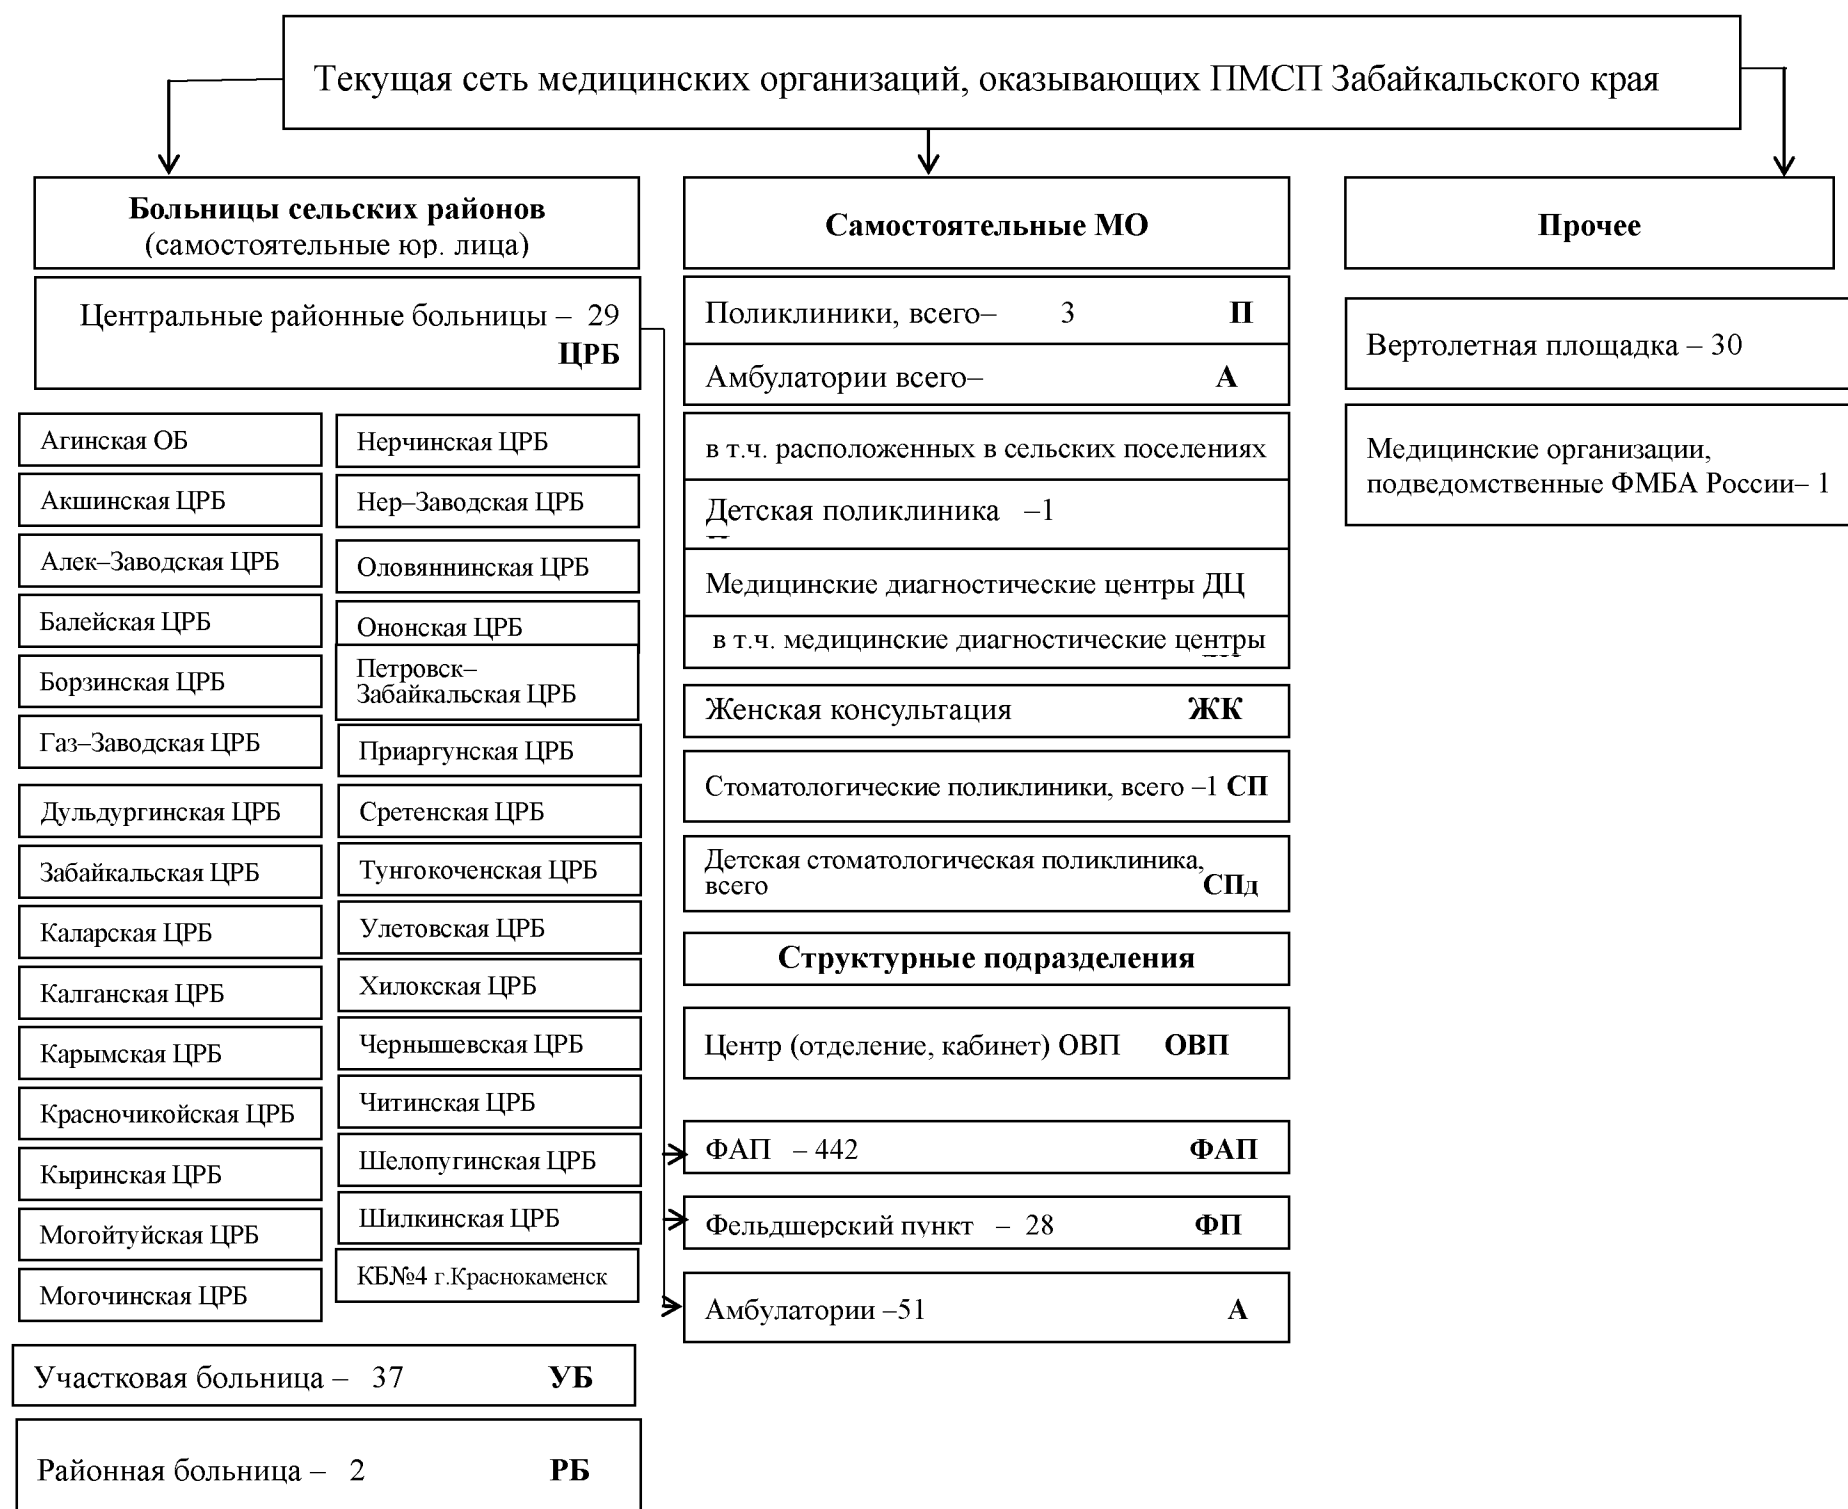 Текущая сеть медицинских организаций, оказывающих ПМСП Забайкальского края
Больницы сельских районов
(самостоятельные юр. лица)
Центральные районные больницы – 29
ЦРБ
Агинская ОБ
Акшинская ЦРБ
Алек–Заводская ЦРБ
Балейская ЦРБ
Борзинская ЦРБ
Газ–Заводская ЦРБ
Дульдургинская ЦРБ
Забайкальская ЦРБ
Каларская ЦРБ
Калганская ЦРБ
Карымская ЦРБ
Красночикойская ЦРБ
Кыринская ЦРБ
Могойтуйская ЦРБ
Могочинская ЦРБ
Нерчинская ЦРБ
Нер–Заводская ЦРБ
Оловяннинская ЦРБ
Ононская ЦРБ
Петровск–
Забайкальская ЦРБ
Приаргунская ЦРБ
Сретенская ЦРБ
Тунгокоченская ЦРБ
Улетовская ЦРБ
Хилокская ЦРБ
Чернышевская ЦРБ
Читинская ЦРБ
Шелопугинская ЦРБ
Шилкинская ЦРБ
КБ№4 г.Краснокаменск
Участковая больница – 37 УБ
Районная больница – 2 РБ
Самостоятельные МО
Поликлиники, всего– 3 П
Амбулатории всего– А
в т.ч. расположенных в сельских поселениях
Детская поликлиника –1
Медицинские диагностические центры ДЦ
в т.ч. медицинские диагностические центры
Женская консультация ЖК
Стоматологические поликлиники, всего –1 СП
Детская стоматологическая поликлиника,
всего СПд
Структурные подразделения
Центр (отделение, кабинет) ОВП ОВП
ФАП – 442 ФАП
Фельдшерский пункт – 28 ФП
Амбулатории –51 А
Прочее
Вертолетная площадка – 30
Медицинские организации,
подведомственные ФМБА России– 1